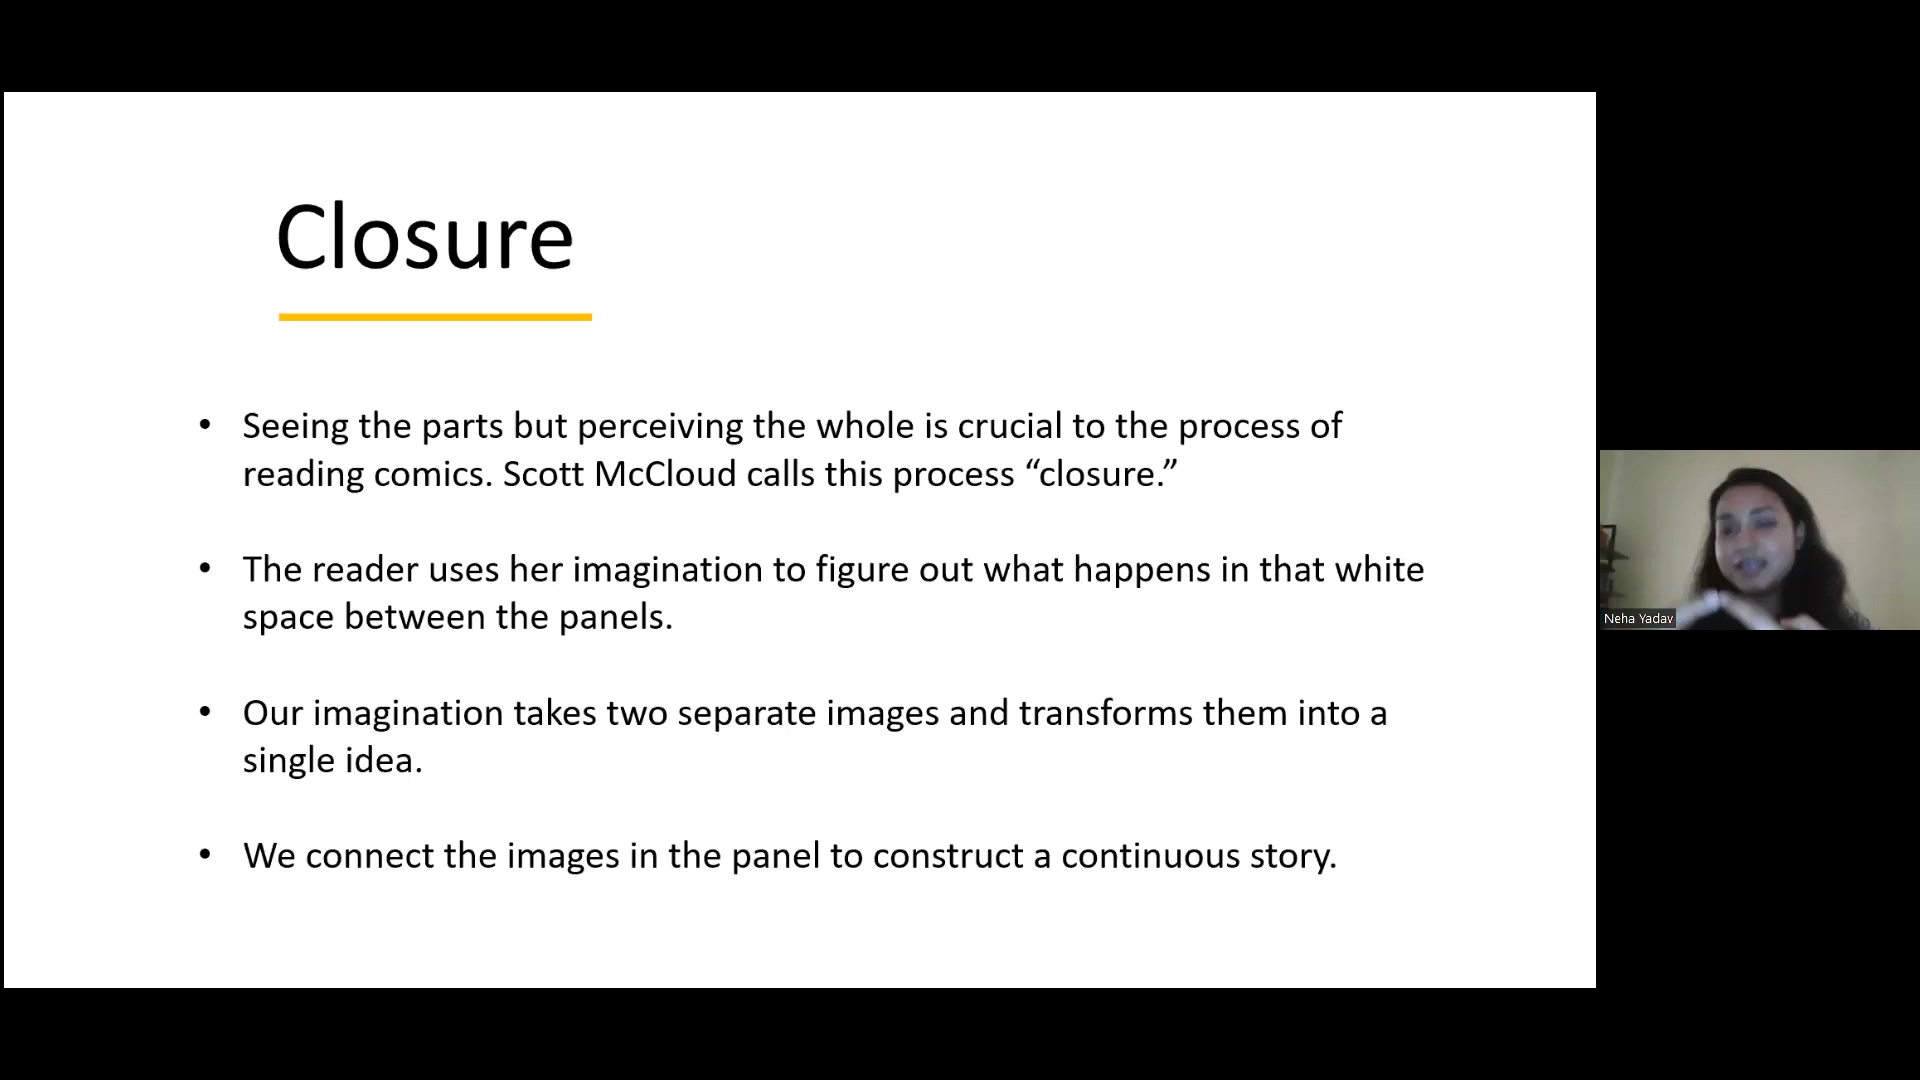 Closure
• Seeing the parts but perceiving the whole is crucial to the process of
reading comics. Scott McCloud calls this process “closure.”
• The reader uses her imagination to figure out what happens in that white
space between the panels.
• Our imagination takes two separate images and transforms them into a
single idea.
• We connect the images in the panel to construct a continuous story.
Neha Yadav